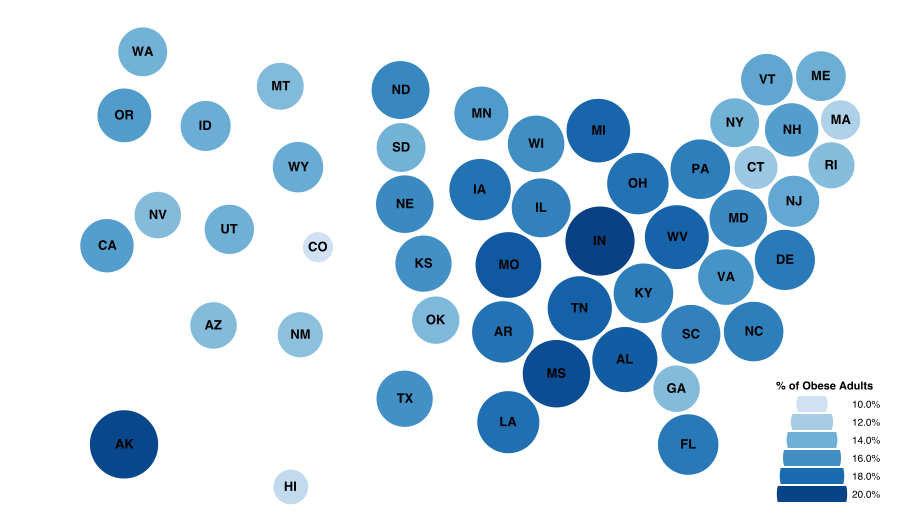 WA
MT
OR
ID
WY
NV
UT
CA
CO
AZ
NM
AK
HI
ND
MN
SD
WI
MI
IA
NE
IL
OH
PA
KS
MO
IN
WV
OK
AR
TN
KY
TX
LA
MS
AL
SC
NC
GA
FL
VT
ME
NY
NH
MA
CT
RI
MD
NJ
VA
DE
% of Obese Adults
10.0%
12.0%
14.0%
16.0%
18.0%
20.0%